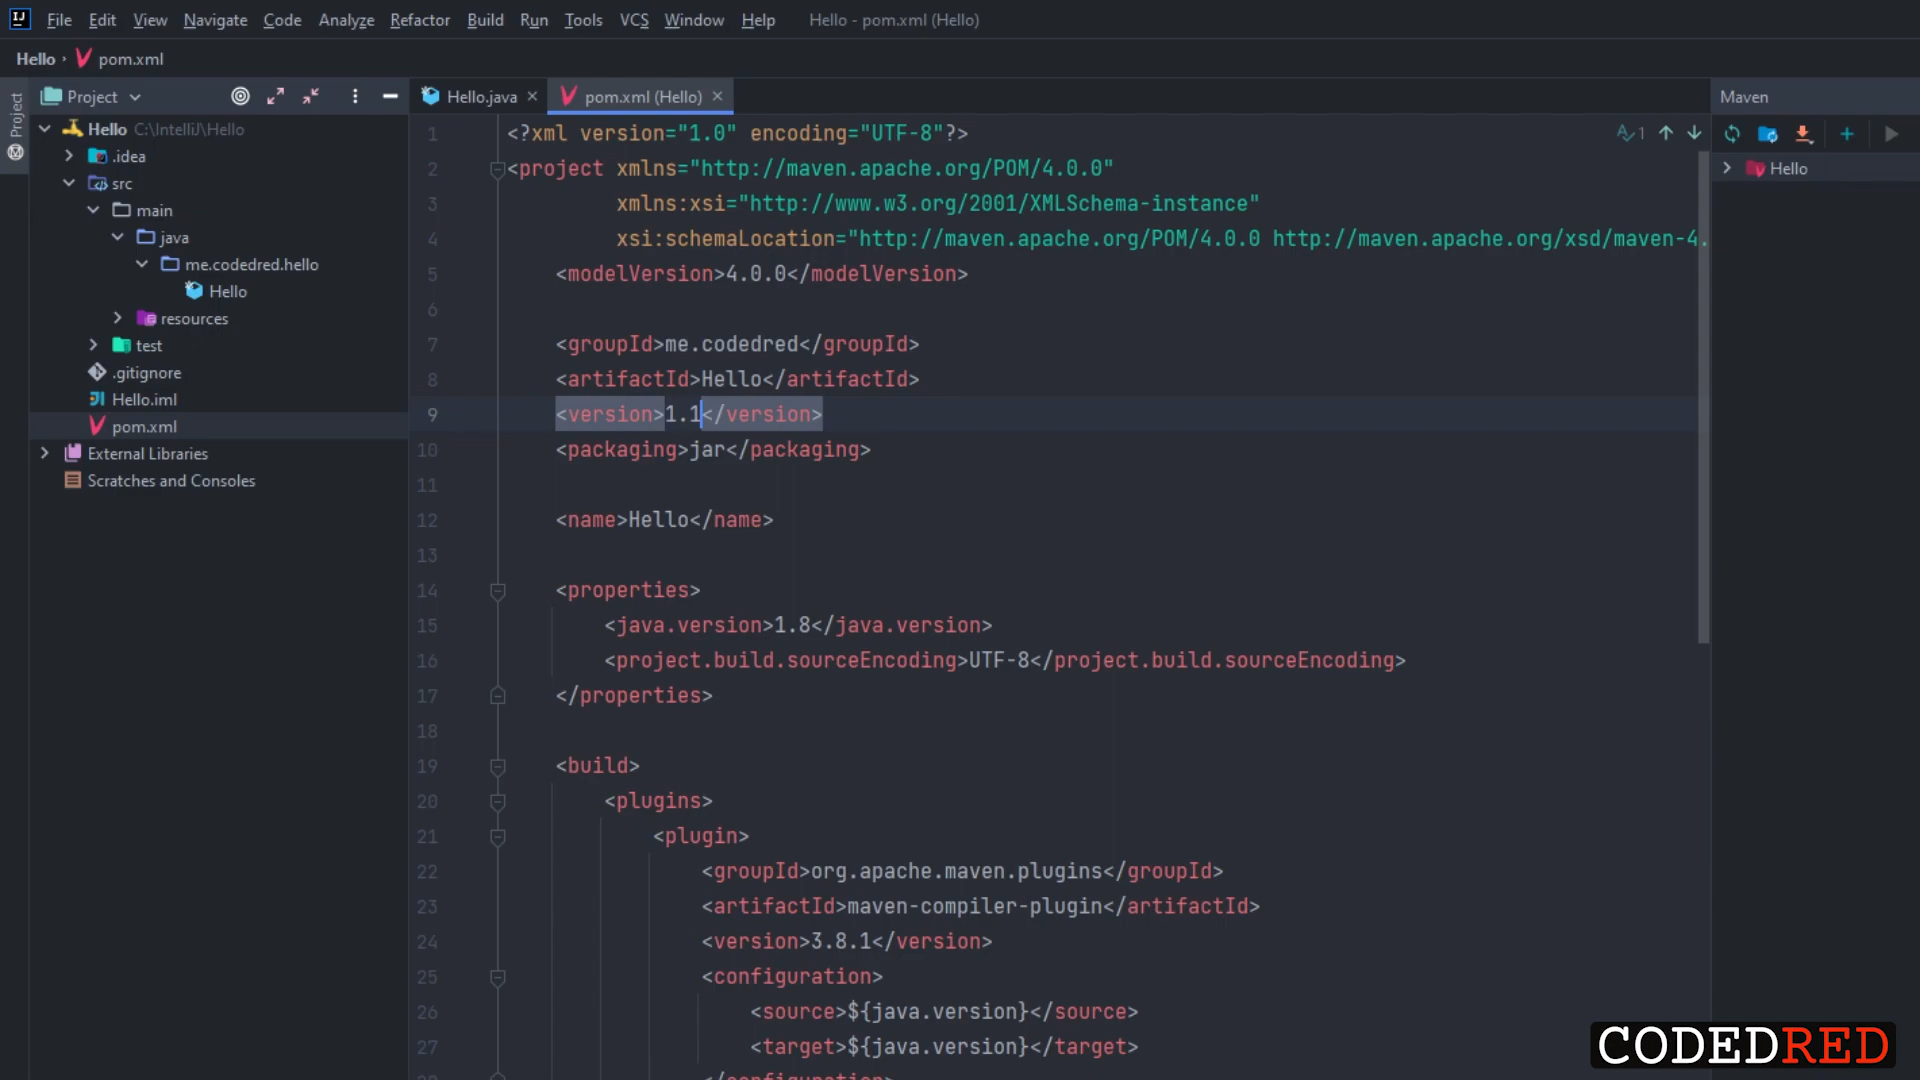 File Edit View Navigate Code Analyze Refactor Build Run Tools VCS Window Help Hello - pom.xml (Hello)
Hello › pom.xml
Project
Project
Hello C:\IntelliJ\Hello
.idea
src
main
java
me.codedred.hello
Hello
resources
test
.gitignore
Hello.iml
pom.xml
External Libraries
Scratches and Consoles
Hello.java pom.xml (Hello)
1 <?xml version="1.0" encoding="UTF-8"?>
2 <project xmlns="http://maven.apache.org/POM/4.0.0"
3 xmlns:xsi="http://www.w3.org/2001/XMLSchema-instance"
4 xsi:schemaLocation="http://maven.apache.org/POM/4.0.0 http://maven.apache.org/xsd/maven-4.
5 <modelVersion>4.0.0</modelVersion>
6
7 <groupId>me.codedred</groupId>
8 <artifactId>Hello</artifactId>
9 <version>1.1</version>
10 <packaging>jar</packaging>
11
12 <name>Hello</name>
13
14 <properties>
15 <java.version>1.8</java.version>
16 <project.build.sourceEncoding>UTF-8</project.build.sourceEncoding>
17 </properties>
18
19 <build>
20 <plugins>
21 <plugin>
22 <groupId>org.apache.maven.plugins</groupId>
23 <artifactId>maven-compiler-plugin</artifactId>
24 <version>3.8.1</version>
25 <configuration>
26 <source>${java.version}</source>
27 <target>${java.version}</target>
1
Maven
Hello
CODEDRED